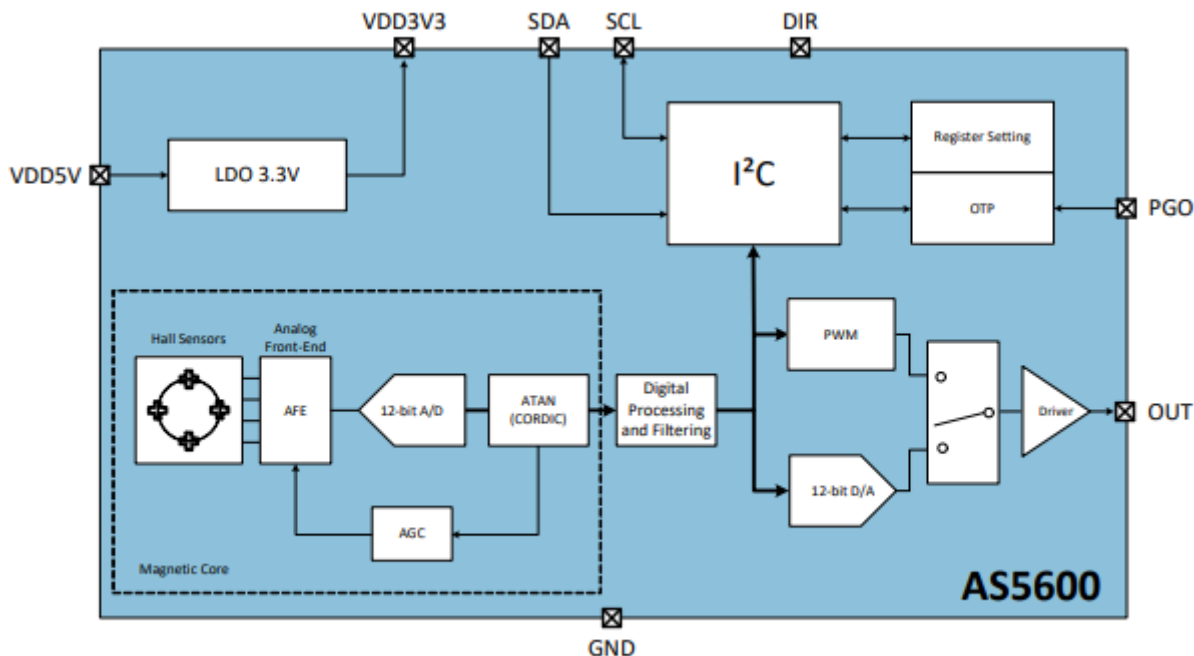 VDD3V3
SDA
SCL
DIR
VDD5V
LDO 3.3V
I²C
Register Setting
OTP
PGO
Hall Sensors
Analog
Front-End
AFE
12-bit A/D
ATAN
(CORDIC)
Digital
Processing
and Filtering
PWM
12-bit D/A
Driver
OUT
AGC
Magnetic Core
AS5600
GND